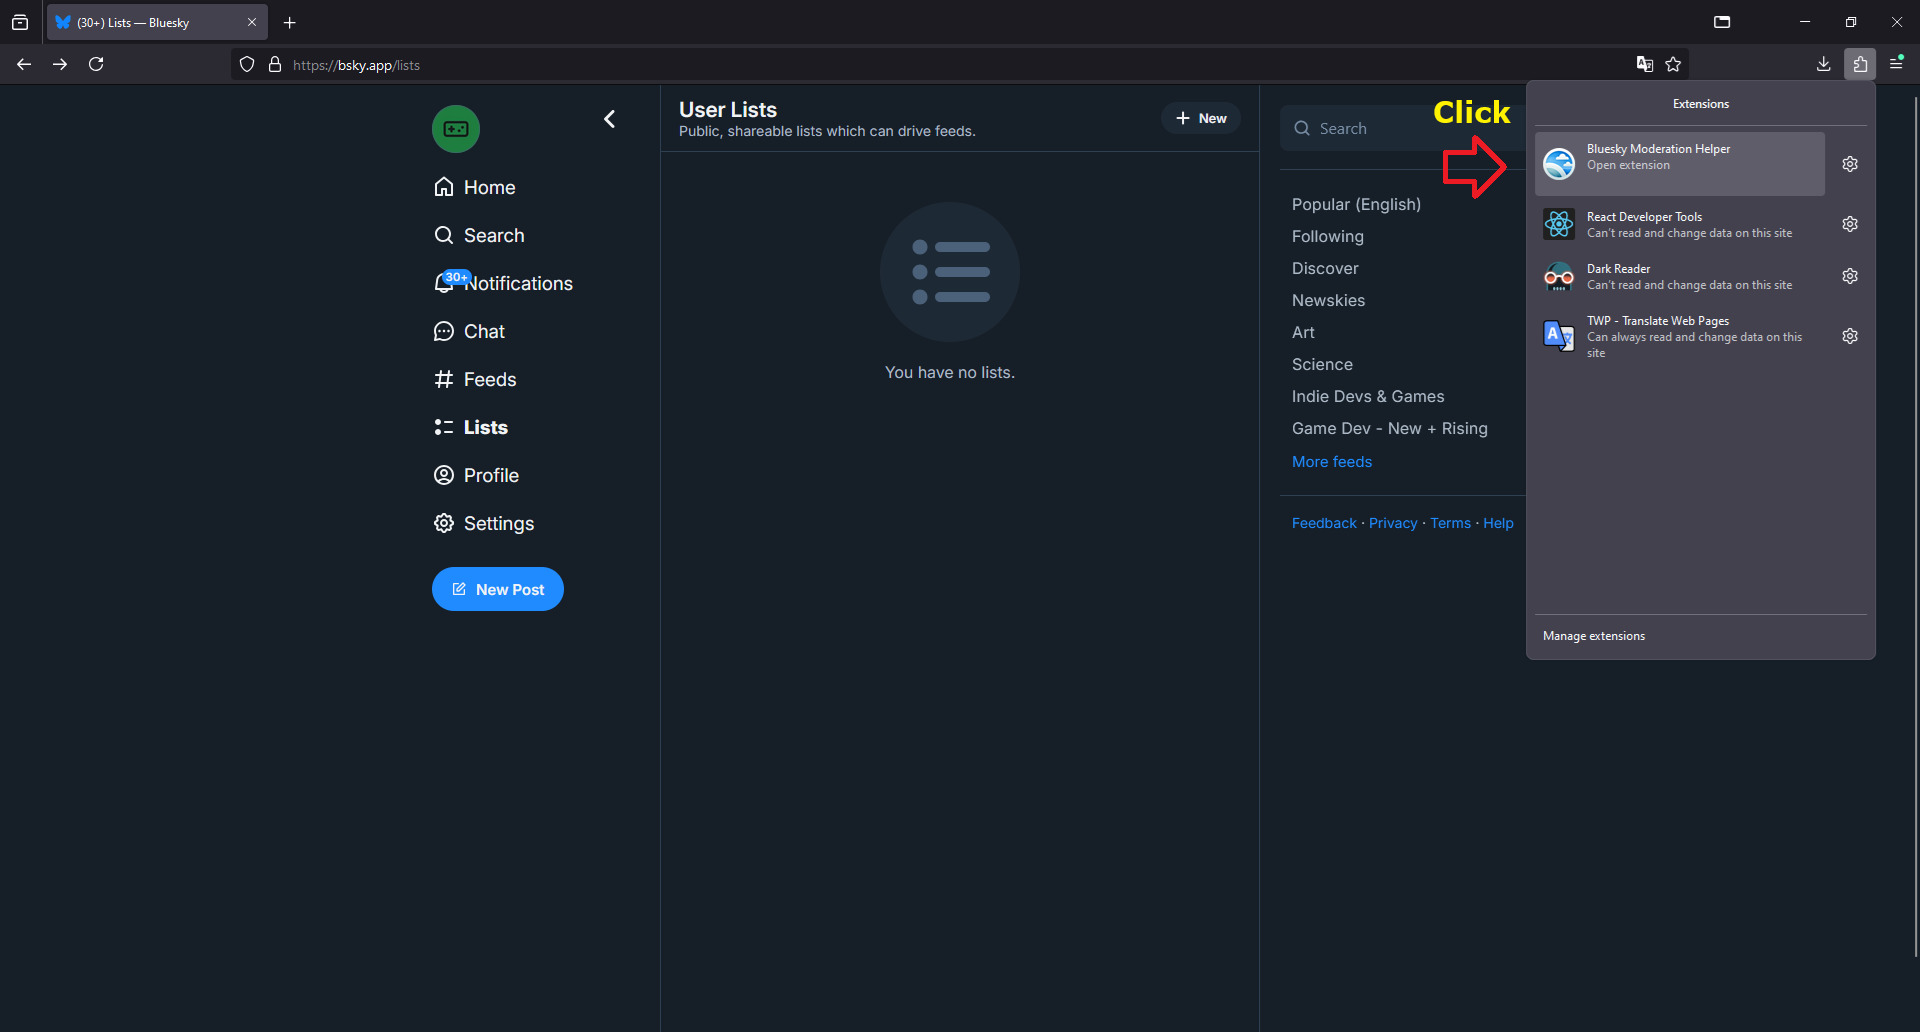 (30+) Lists — Bluesky
https://bsky.app/lists
Home
Search
30+
Notifications
Chat
Feeds
Lists
Profile
Settings
New Post
User Lists
Public, shareable lists which can drive feeds.
New
You have no lists.
Search
Click
Popular (English)
Following
Discover
Newskies
Art
Science
Indie Devs & Games
Game Dev - New + Rising
More feeds
Feedback · Privacy · Terms · Help
Extensions
Bluesky Moderation Helper
Open extension
React Developer Tools
Can't read and change data on this site
Dark Reader
Can't read and change data on this site
TWP - Translate Web Pages
Can always read and change data on this
site
Manage extensions